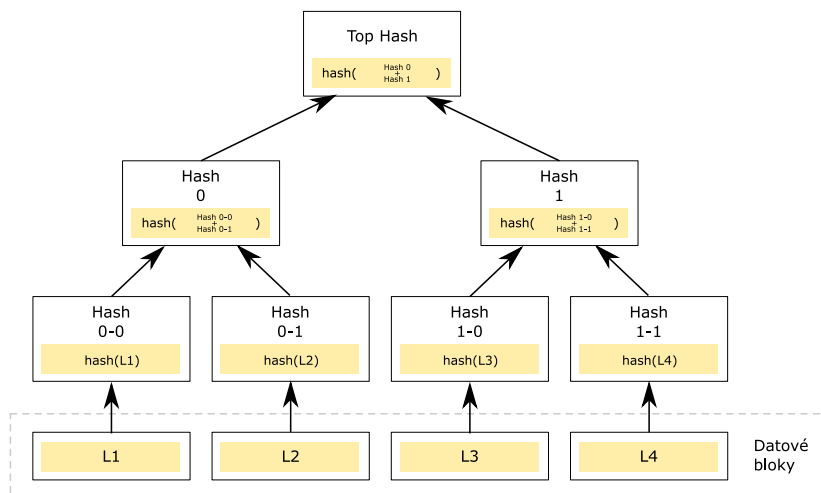 Top Hash
hash( Hash 0 + Hash 1 )
Hash
0
hash( Hash 0-0 + Hash 0-1 )
Hash
1
hash( Hash 1-0 + Hash 1-1 )
Hash
0-0
hash(L1)
Hash
0-1
hash(L2)
Hash
1-0
hash(L3)
Hash
1-1
hash(L4)
L1
L2
L3
L4
Datové
bloky